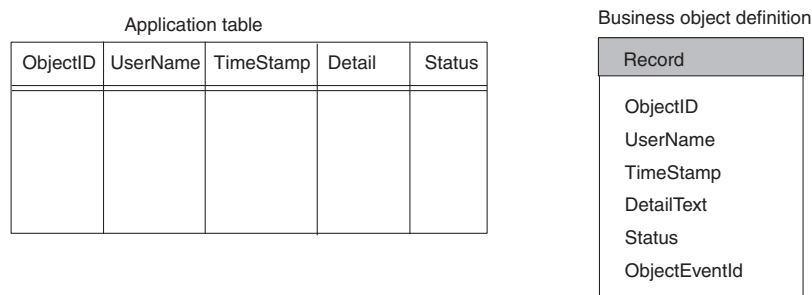 Application table
ObjectID UserName TimeStamp Detail Status
Business object definition
Record
ObjectID
UserName
TimeStamp
DetailText
Status
ObjectEventId